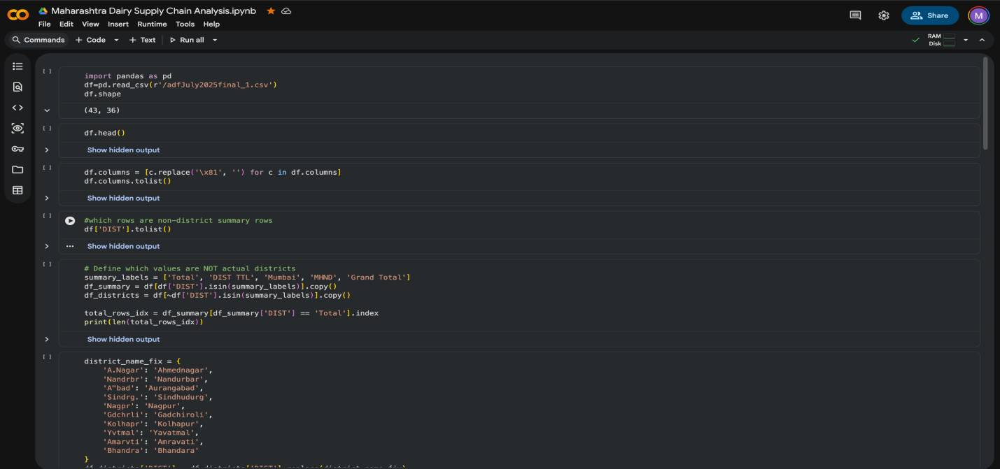 CO
Maharashtra Dairy Supply Chain Analysis.ipynb
File Edit View Insert Runtime Tools Help
Share
M
Commands + Code + Text Run all
RAM
Disk
[ ]
import pandas as pd
df=pd.read_csv(r'/adfJuly2025final_1.csv')
df.shape
(43, 36)
[ ]
df.head()
Show hidden output
[ ]
df.columns = [c.replace('\x81', '') for c in df.columns]
df.columns.tolist()
Show hidden output
[ ]
#which rows are non-district summary rows
df['DIST'].tolist()
... Show hidden output
[ ]
# Define which values are NOT actual districts
summary_labels = ['Total', 'DIST TTL', 'Mumbai', 'MHND', 'Grand Total']
df_summary = df[df['DIST'].isin(summary_labels)].copy()
df_districts = df[~df['DIST'].isin(summary_labels)].copy()
total_rows_idx = df_summary[df_summary['DIST'] == 'Total'].index
print(len(total_rows_idx))
Show hidden output
[ ]
district_name_fix = {
'A.Nagar': 'Ahmednagar',
'Nandrbr': 'Nandurbar',
'A"bad': 'Aurangabad',
'Sindrg.': 'Sindhudurg',
'Nagpr': 'Nagpur',
'Gdchrli': 'Gadchiroli',
'Kolhapr': 'Kolhapur',
'Yvtmal': 'Yavatmal',
'Amarvti': 'Amravati',
'Bhandra': 'Bhandara'
}